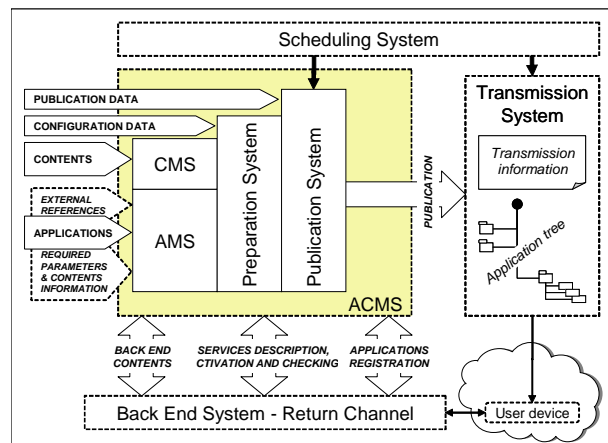 Scheduling System
PUBLICATION DATA
CONFIGURATION DATA
CONTENTS
EXTERNAL
REFERENCES
APPLICATIONS
REQUIRED
PARAMETERS
& CONTENTS
INFORMATION
CMS
AMS
Preparation System
Publication System
ACMS
PUBLICATION
Transmission
System
Transmission
information
Application tree
BACK END
CONTENTS
SERVICES DESCRIPTION,
CTIVATION AND CHECKING
APPLICATIONS
REGISTRATION
Back End System - Return Channel
User device